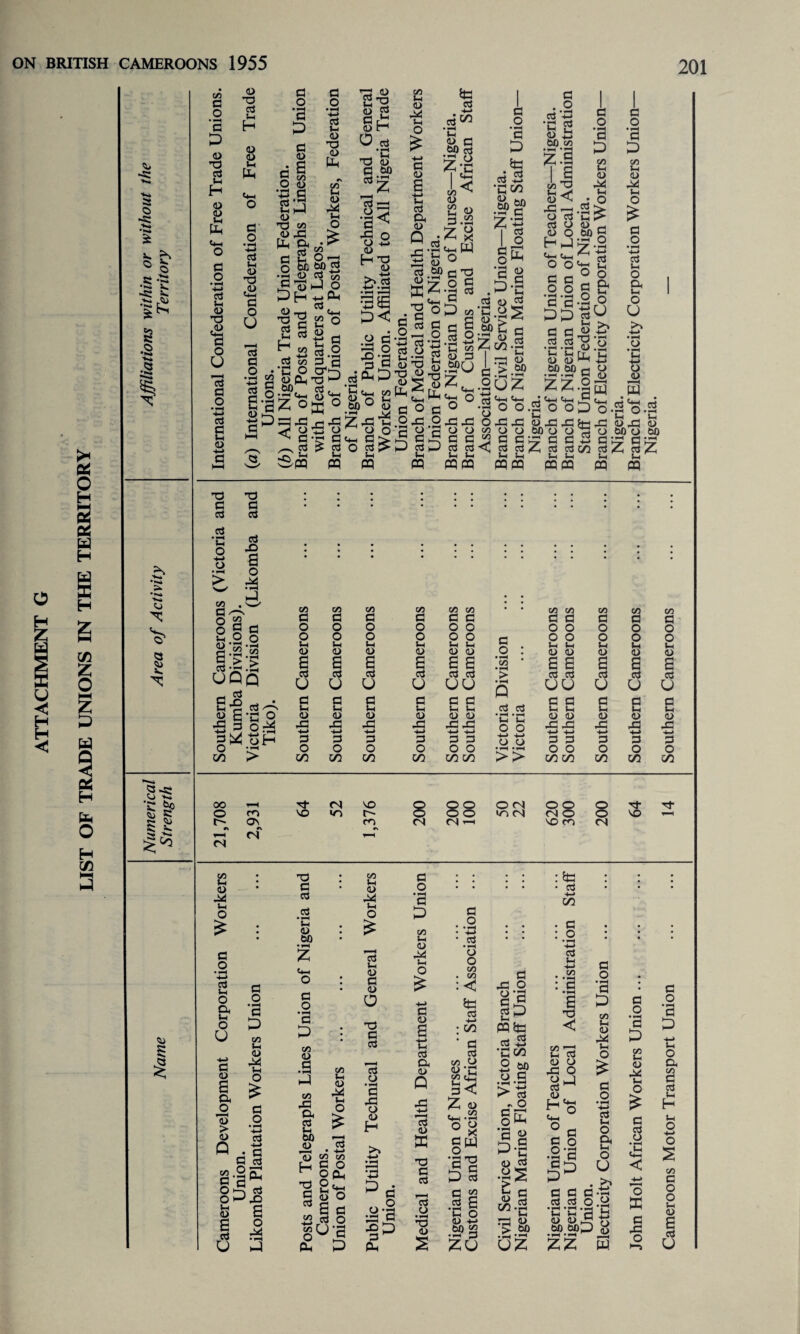 ON BRITISH CAMEROONS 1955
201
ATTACHMENT G
LIST OF TRADE UNIONS IN THE TERRITORY
Name
Numerical
Strength
Area of Activity
Affiliations within or without the
Territory
Cameroons Development Corporation Workers
Union.
21,708
Southern Cameroons (Victoria and
Kumba Divisions).
International Confederation of Free Trade Unions.
Likomba Plantation Workers Union ... ...
2,931
Victoria Division (Likomba and
Tiko).
(a) International Confederation of Free Trade
Unions.
(b) All Nigeria Trade Union Federation.
Posts and Telegraphs Lines Union of Nigeria and
Cameroons.
64
Southern Cameroons ... ...
Branch of Posts and Telegraphs Linesmen Union
with Headquarters at Lagos.
Union of Postal Workers ... ... ...
52
Southern Cameroons ... ...
Branch of Confederation of Postal Workers, Federation
of Nigeria.
Public Utility Technical and General Workers
Union.
1,376
Southern Cameroons ... ...
Branch of Public Utility Technical and General
Workers Union. Affiliated to All Nigeria Trade
Union Federation.
Medical and Health Department Workers Union
200
Southern Cameroons ... ...
Branch of Medical and Health Department workers
Union Federation of Nigeria.
Nigerian Union of Nurses ... ... ...
200
Southern Cameroons ... ...
Branch of Nigerian Union of Nurses—Nigeria.
Customs and Excise African Staff Association ...
100
Southern Cameroons ... ...
Branch of Customs and Excise African Staff
Association—Nigeria.
Civil Service Union, Victoria Branch ...
50
Victoria Division ... ...
Branch of Civil Service Union—Nigeria.
Nigerian Marine Floating Staff Union ...
22
Victoria ... ... ...
Branch of Nigerian Marine Floating Staff Union—
Nigeria.
Nigerian Union of Teachers ... ...
620
Southern Cameroons ... ...
Branch of Nigerian Union of Teachers—Nigeria.
Nigerian Union of Local Administration Staff
Union.
300
Southern Cameroons ... ...
Branch of Nigerian Union of Local Administration
Staff Union Federation of Nigeria.
Electricity Corporation Workers Union ...
200
Southern Cameroons ... ...
Branch of Electricity Corporation Workers Union—
Nigeria.
John Holt African Workers Union ... ... ...
64
Southern Cameroons ... ...
Branch of Electricity Corporation Workers Union—
Nigeria.
Cameroons Motor Transport Union ... ...
14
Southern Cameroons ... ...
—